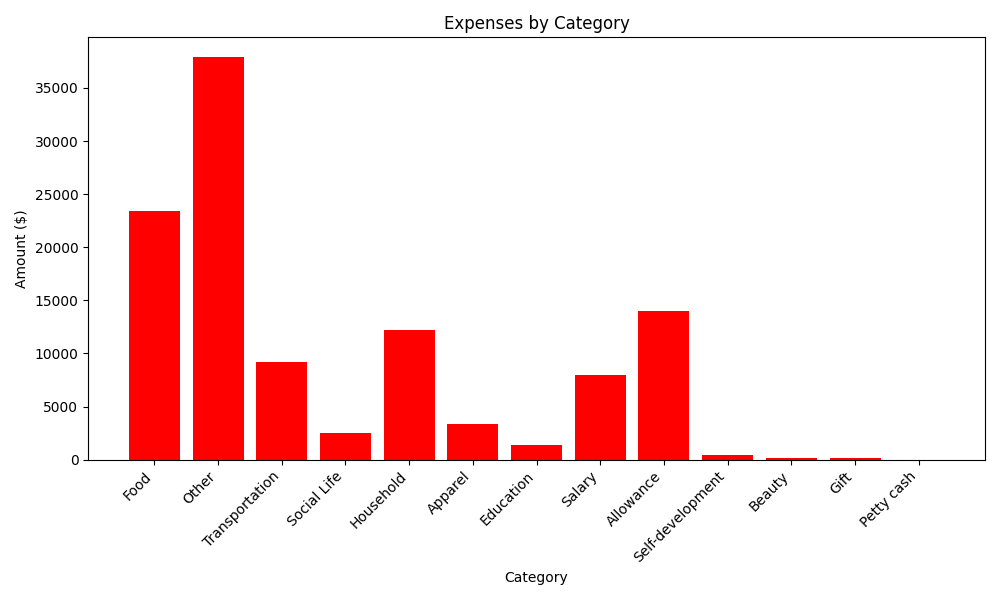 Expenses by Category
Amount ($)
35000
30000
25000
20000
15000
10000
5000
0
Food
Other
Transportation
Social Life
Household
Apparel
Education
Salary
Allowance
Self-development
Beauty
Gift
Petty cash
Category